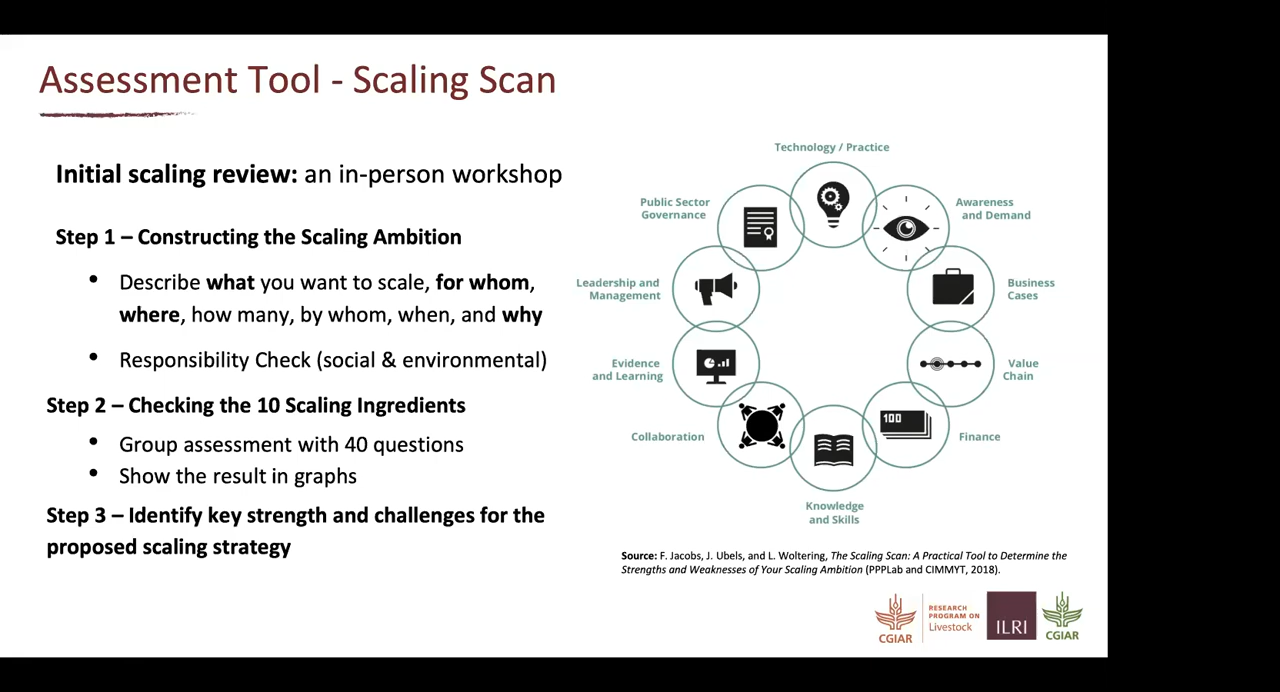 Assessment Tool - Scaling Scan
Initial scaling review: an in-person workshop
Step 1 – Constructing the Scaling Ambition
• Describe what you want to scale, for whom,
where, how many, by whom, when, and why
• Responsibility Check (social & environmental)
Step 2 – Checking the 10 Scaling Ingredients
• Group assessment with 40 questions
• Show the result in graphs
Step 3 – Identify key strength and challenges for the
proposed scaling strategy
Technology / Practice
Awareness
and Demand
Business
Cases
Value
Chain
100
Finance
Knowledge
and Skills
Collaboration
Evidence
and Learning
Leadership and
Management
Public Sector
Governance
Source: F. Jacobs, J. Ubels, and L. Woltering, The Scaling Scan: A Practical Tool to Determine the
Strengths and Weaknesses of Your Scaling Ambition (PPPLab and CIMMYT, 2018).
CGIAR
RESEARCH
PROGRAM ON
Livestock
ILRI
CGIAR